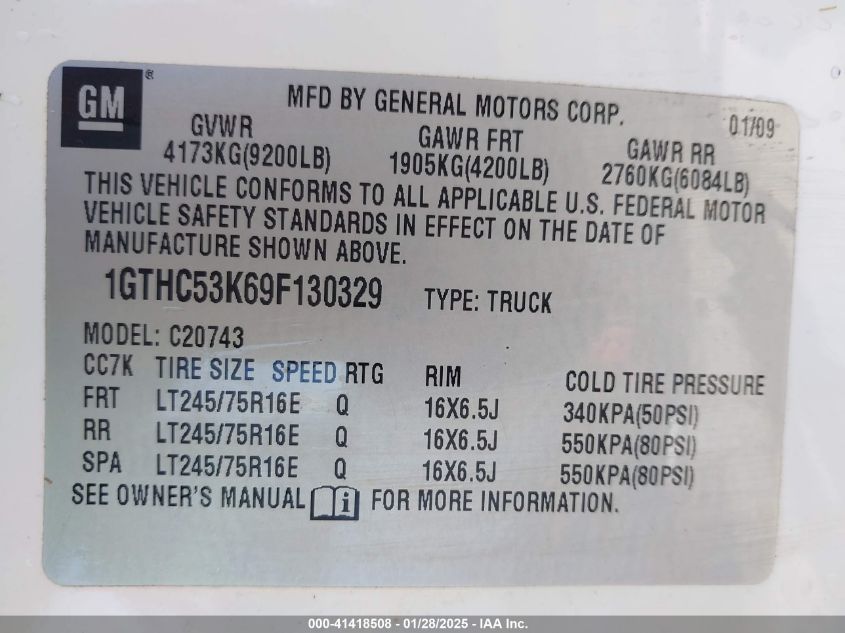 GM®
MFD BY GENERAL MOTORS CORP.
01/09
GVWR
4173KG(9200LB)
GAWR FRT
1905KG(4200LB)
GAWR RR
2760KG(6084LB)
THIS VEHICLE CONFORMS TO ALL APPLICABLE U.S. FEDERAL MOTOR
VEHICLE SAFETY STANDARDS IN EFFECT ON THE DATE OF
MANUFACTURE SHOWN ABOVE.
1GTHC53K69F130329 TYPE: TRUCK
MODEL: C20743
CC7K TIRE SIZE SPEED RTG RIM COLD TIRE PRESSURE
FRT LT245/75R16E Q 16X6.5J 340KPA(50PSI)
RR LT245/75R16E Q 16X6.5J 550KPA(80PSI)
SPA LT245/75R16E Q 16X6.5J 550KPA(80PSI)
SEE OWNER'S MANUAL i FOR MORE INFORMATION.
000-41418508 - 01/28/2025 - IAA Inc.